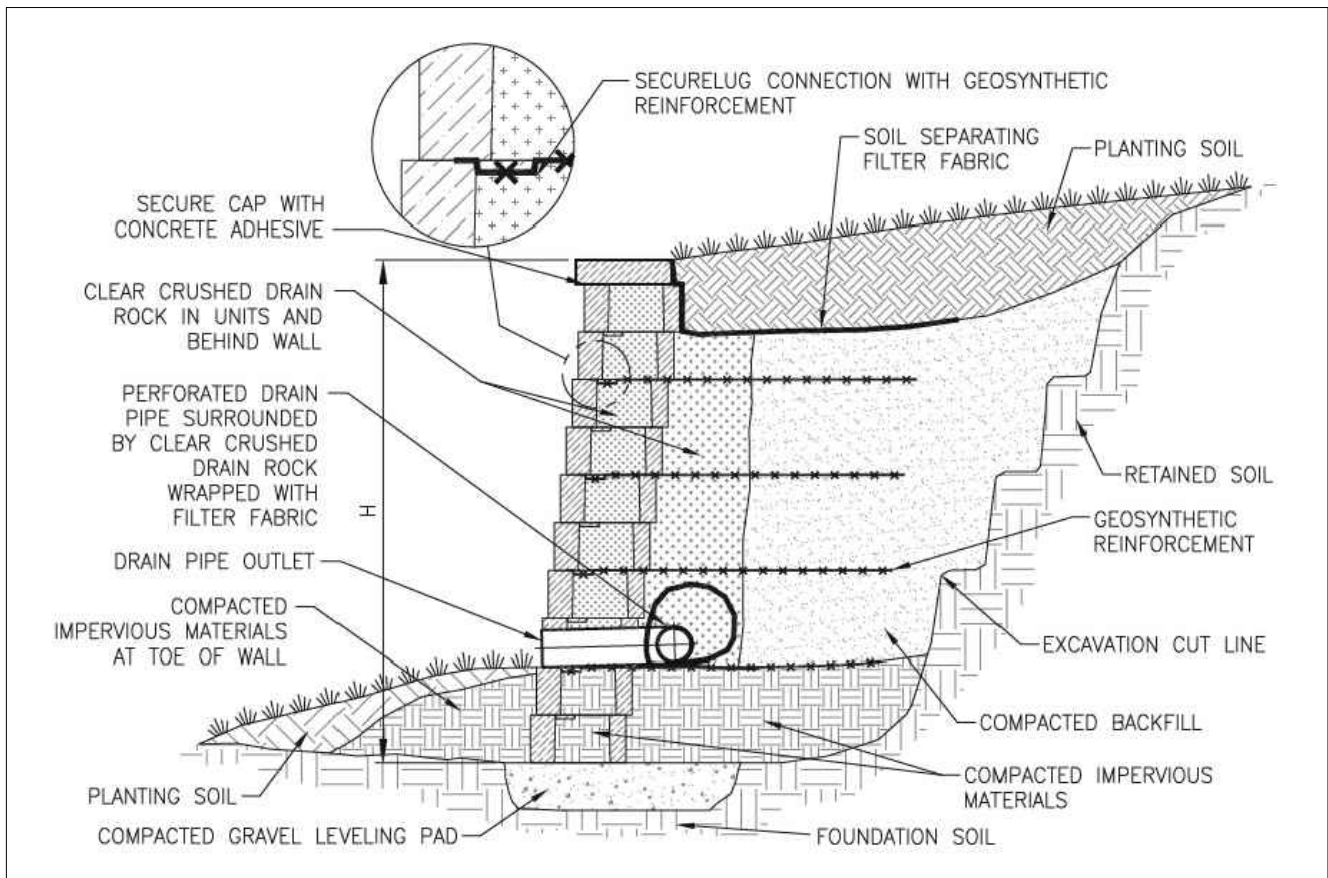 SECURELUG CONNECTION WITH GEOSYNTHETIC
REINFORCEMENT
SOIL SEPARATING
FILTER FABRIC
PLANTING SOIL
SECURE CAP WITH
CONCRETE ADHESIVE
CLEAR CRUSHED DRAIN
ROCK IN UNITS AND
BEHIND WALL
PERFORATED DRAIN
PIPE SURROUNDED
BY CLEAR CRUSHED
DRAIN ROCK
WRAPPED WITH
FILTER FABRIC
H
RETAINED SOIL
GEOSYNTHETIC
REINFORCEMENT
DRAIN PIPE OUTLET
COMPACTED
IMPERVIOUS MATERIALS
AT TOE OF WALL
EXCAVATION CUT LINE
COMPACTED BACKFILL
COMPACTED IMPERVIOUS
MATERIALS
PLANTING SOIL
COMPACTED GRAVEL LEVELING PAD
FOUNDATION SOIL